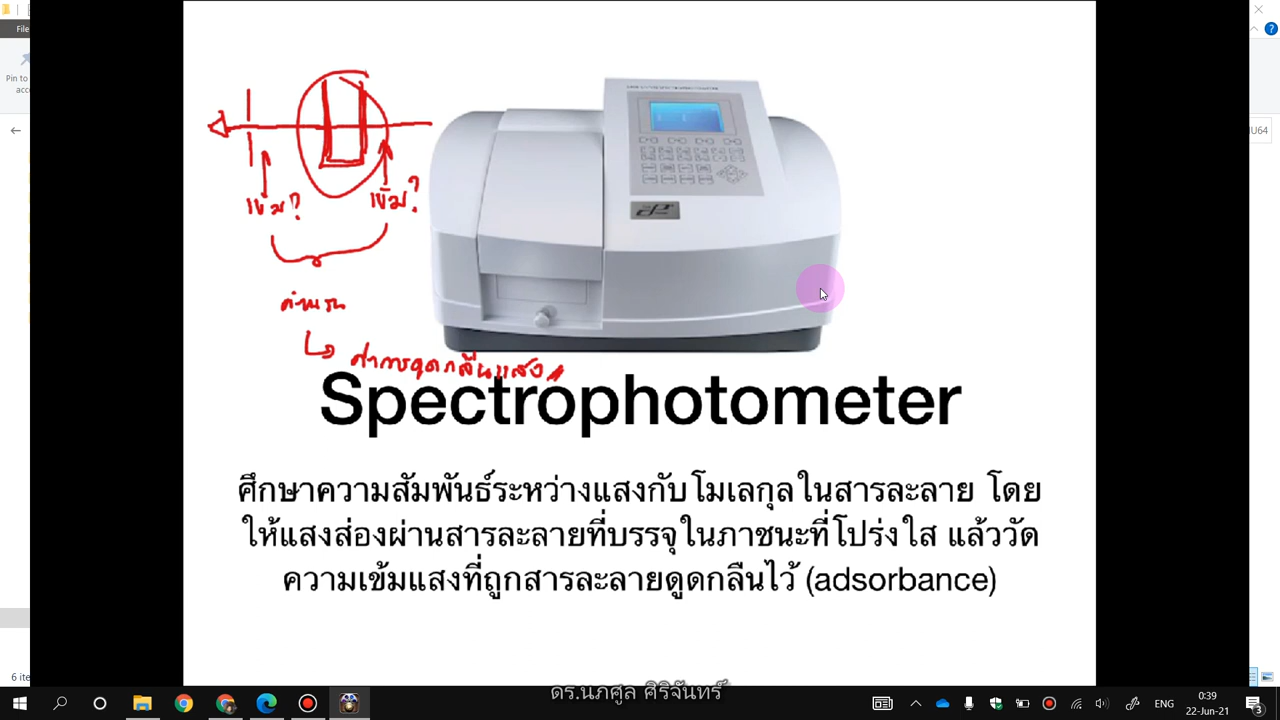 File
Pin to
acce
U64
เข้ม?
เข้ม?
คำนวณ
ค่าการดูดกลืนแสง
Spectrophotometer
ศึกษาความสัมพันธ์ระหว่างแสงกับโมเลกุลในสารละลาย โดย
ให้แสงส่องผ่านสารละลายที่บรรจุในภาชนะที่โปร่งใส แล้ววัด
ความเข้มแสงที่ถูกสารละลายดูดกลืนไว้ (adsorbance)
6 ite
ดร.นภศูล ศิริจันทร์
ENG
0:39
22-Jun-21
3